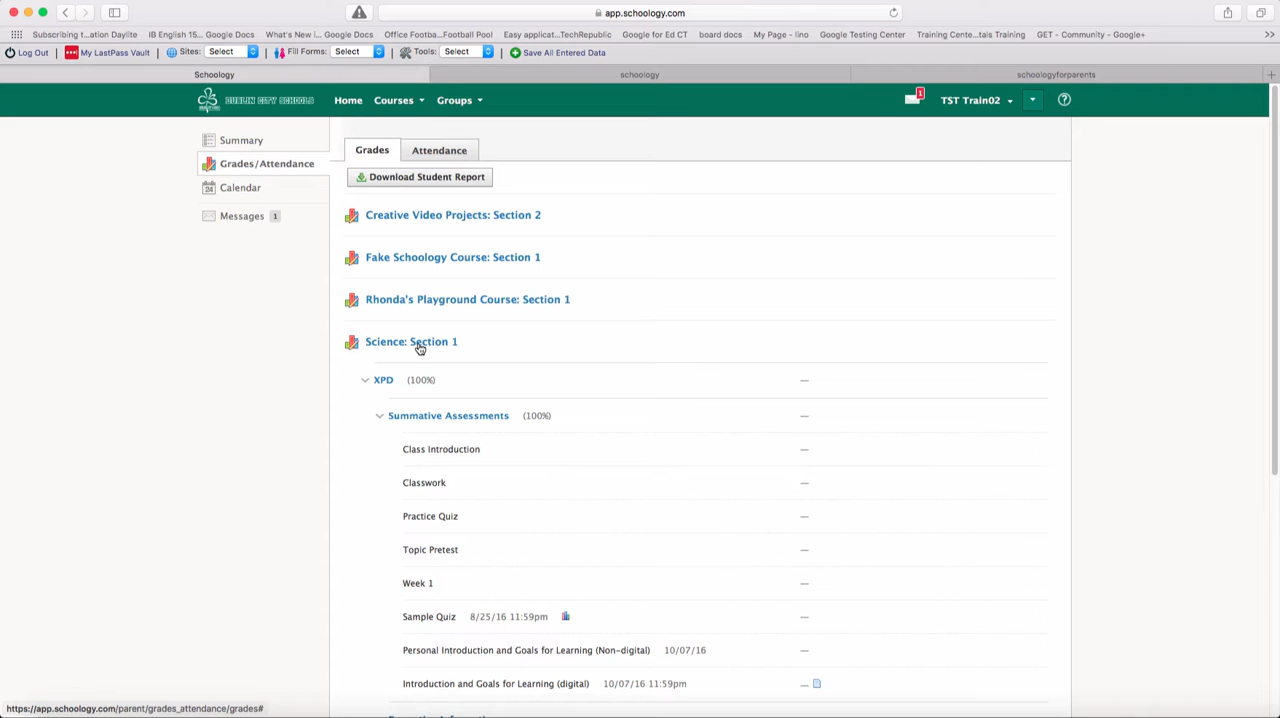 app.schoology.com
Subscribing t...ation Daylite
IB English 15... Google Docs
What's New i... Google Docs
Office Footba...Football Pool
Easy applicat...TechRepublic
Google for Ed CT
board docs
My Page - lino
Google Testing Center
Training Cente...tals Training
GET - Community - Google+
Log Out
My LastPass Vault
Sites: Select
Fill Forms: Select
Tools: Select
Save All Entered Data
Schoology
schoology
schoologyforparents
DUBLIN CITY SCHOOLS
Home
Courses
Groups
1
TST Train02
Summary
Grades/Attendance
24 Calendar
Messages 1
Grades
Attendance
Download Student Report
Creative Video Projects: Section 2
Fake Schoology Course: Section 1
Rhonda's Playground Course: Section 1
Science: Section 1
XPD (100%) —
Summative Assessments (100%) —
Class Introduction —
Classwork —
Practice Quiz —
Topic Pretest —
Week 1 —
Sample Quiz 8/25/16 11:59pm —
Personal Introduction and Goals for Learning (Non-digital) 10/07/16 —
Introduction and Goals for Learning (digital) 10/07/16 11:59pm —
https://app.schoology.com/parent/grades_attendance/grades#